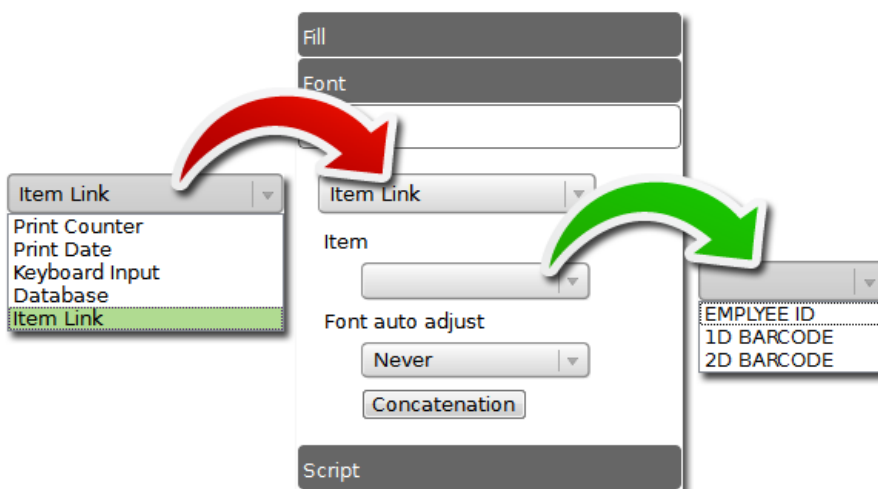 Fill
Font
Item Link
Print Counter
Print Date
Keyboard Input
Database
Item Link
Item Link
Item
Font auto adjust
Never
Concatenation
Script
EMPLYEE ID
1D BARCODE
2D BARCODE